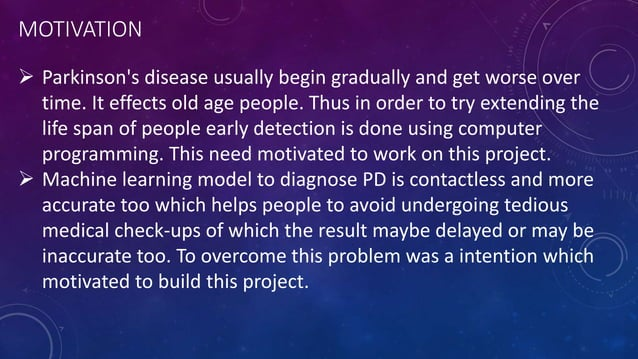 MOTIVATION
➢ Parkinson's disease usually begin gradually and get worse over
time. It effects old age people. Thus in order to try extending the
life span of people early detection is done using computer
programming. This need motivated to work on this project.
➢ Machine learning model to diagnose PD is contactless and more
accurate too which helps people to avoid undergoing tedious
medical check-ups of which the result maybe delayed or may be
inaccurate too. To overcome this problem was a intention which
motivated to build this project.